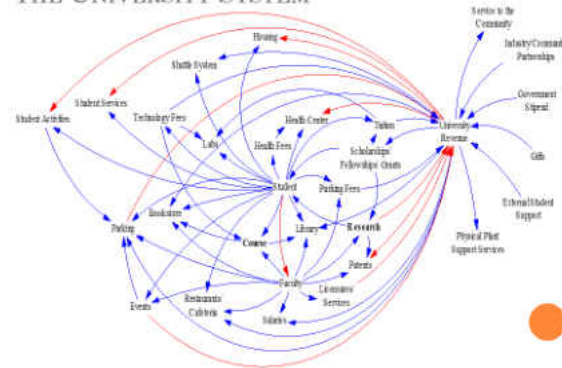 THE UNIVERSITY SYSTEM
Service to the
Community
Housing
Industry/Community
Partnerships
Shuttle System
Government
Stipend
Student Services
Student Activities
Technology Fees
Health Center
Tuition
University
Revenue
Labs
Health Fees
Scholarships
Fellowships Grants
Gifts
Student
Parking Fees
External Student
Support
Bookstore
Parking
Library
Research
Course
Physical Plant
Support Services
Patents
Faculty
Events
Restaurants
Cafeteria
Salaries
Services